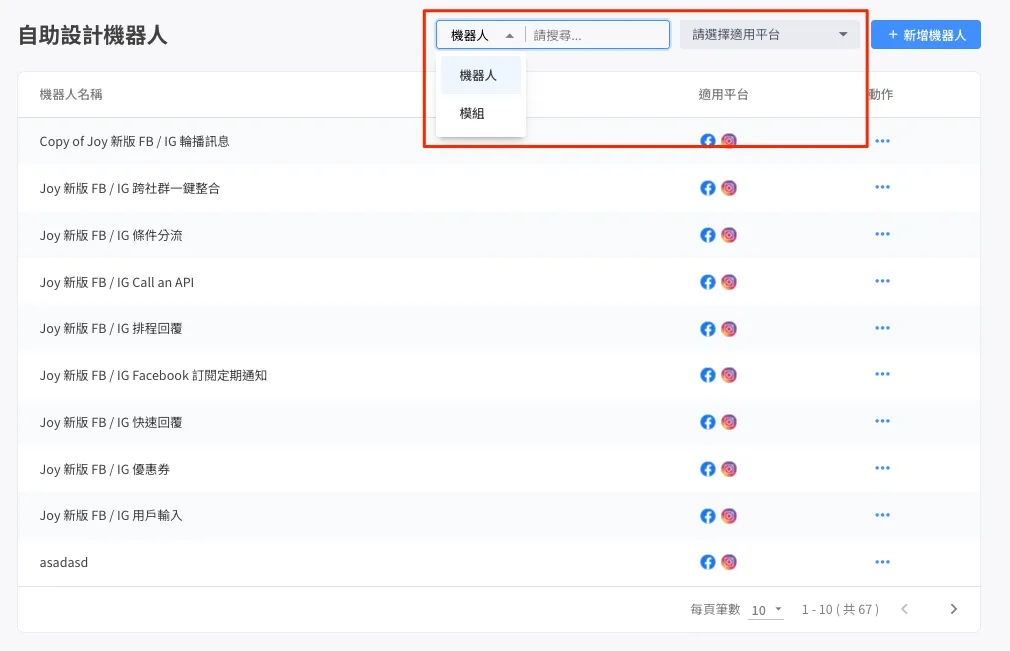 自助設計機器人
機器人 請搜尋... 請選擇適用平台 + 新增機器人
機器人
模組
機器人名稱 適用平台 動作
Copy of Joy 新版 FB / IG 輪播訊息
Joy 新版 FB / IG 跨社群一鍵整合
Joy 新版 FB / IG 條件分流
Joy 新版 FB / IG Call an API
Joy 新版 FB / IG 排程回覆
Joy 新版 FB / IG Facebook 訂閱定期通知
Joy 新版 FB / IG 快速回覆
Joy 新版 FB / IG 優惠券
Joy 新版 FB / IG 用戶輸入
asadasd
每頁筆數 10 1 - 10 ( 共 67 )